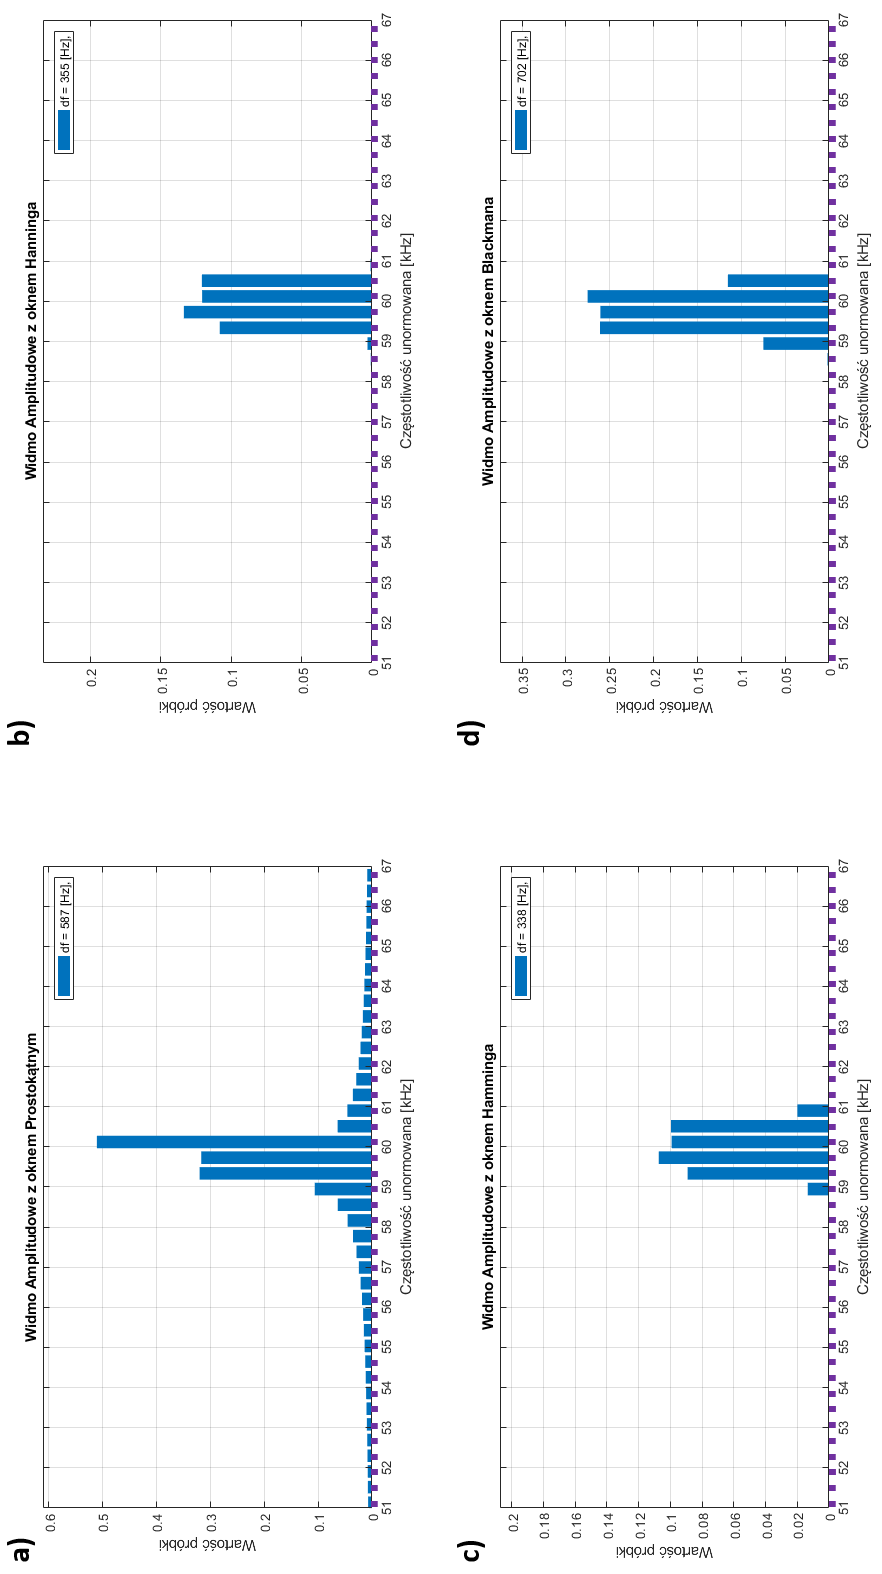 a)
Widmo Amplitudowe z oknem Prostokątnym
df = 587 [Hz],
Wartość próbki
0.6
0.5
0.4
0.3
0.2
0.1
0
51 52 53 54 55 56 57 58 59 60 61 62 63 64 65 66 67
Częstotliwość unormowana [kHz]
b)
Widmo Amplitudowe z oknem Hanninga
df = 355 [Hz],
Wartość próbki
0.2
0.15
0.1
0.05
0
51 52 53 54 55 56 57 58 59 60 61 62 63 64 65 66 67
Częstotliwość unormowana [kHz]
c)
Widmo Amplitudowe z oknem Hamminga
df = 338 [Hz],
Wartość próbki
0.2
0.18
0.16
0.14
0.12
0.1
0.08
0.06
0.04
0.02
0
51 52 53 54 55 56 57 58 59 60 61 62 63 64 65 66 67
Częstotliwość unormowana [kHz]
d)
Widmo Amplitudowe z oknem Blackmana
df = 702 [Hz],
Wartość próbki
0.35
0.3
0.25
0.2
0.15
0.1
0.05
0
51 52 53 54 55 56 57 58 59 60 61 62 63 64 65 66 67
Częstotliwość unormowana [kHz]